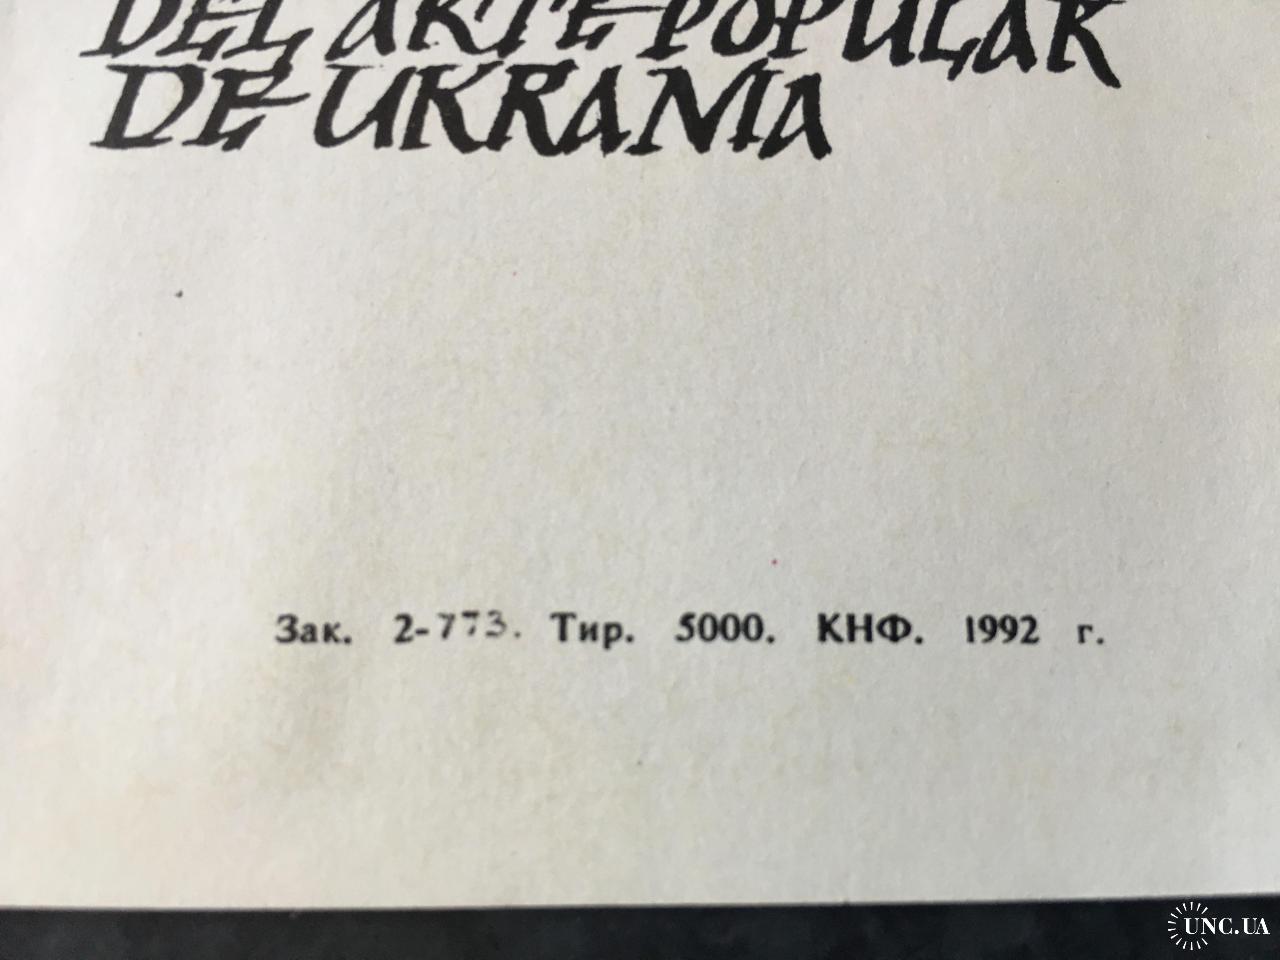 DEL ARTE POPULAR
DE UKRANIA
Зак. 2-773. Тир. 5000. КНФ. 1992 г.
UNC.UA